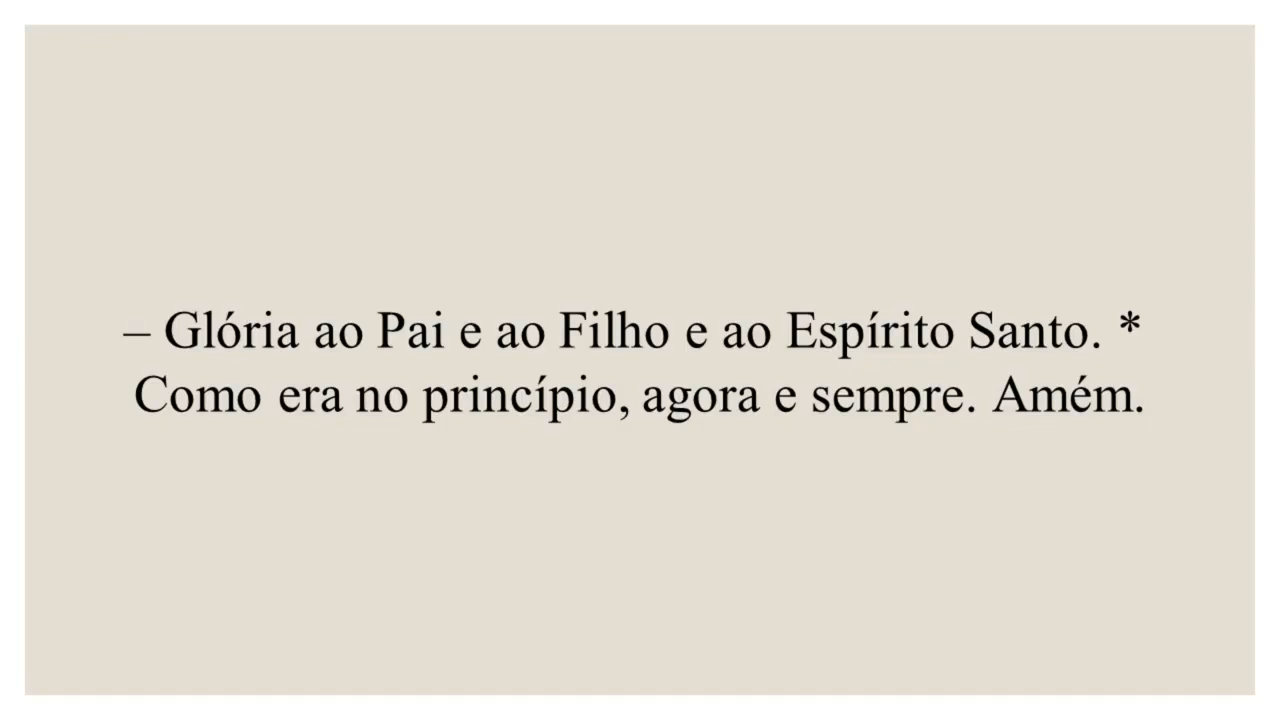 – Glória ao Pai e ao Filho e ao Espírito Santo. *
Como era no princípio, agora e sempre. Amém.